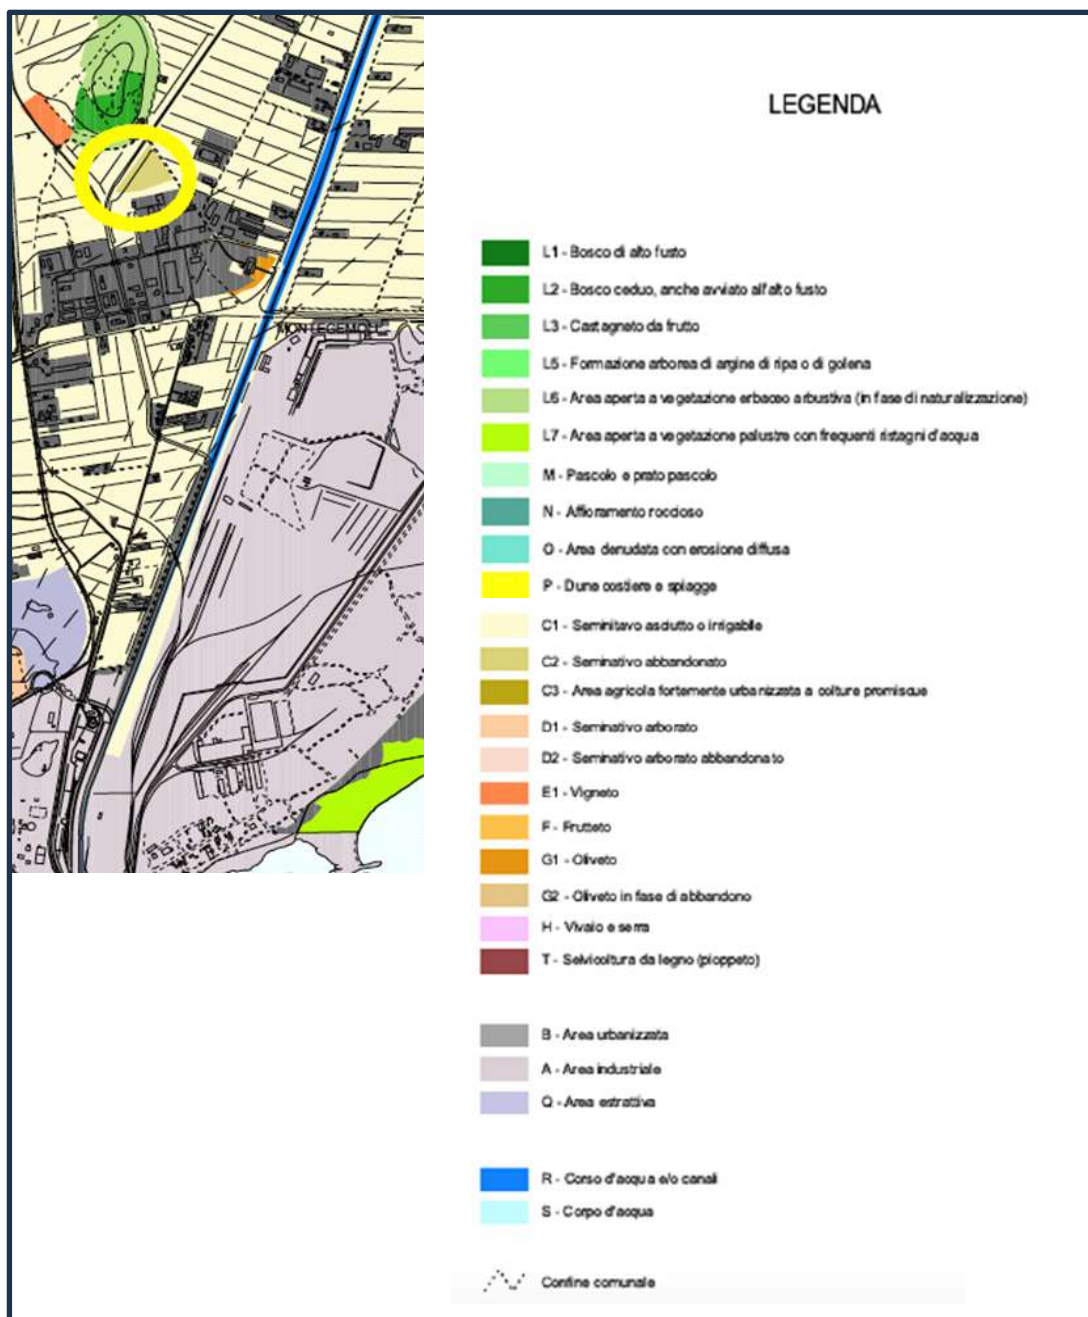 LEGENDA
MONTEGEMOLI
L1 - Bosco di alto fusto
L2 - Bosco ceduo, anche avviato all'alto fusto
L3 - Castagneto da frutto
L5 - Formazione arborea di argine di ripa o di golena
L6 - Area aperta a vegetazione erbaceo arbustiva (in fase di naturalizzazione)
L7 - Area aperta a vegetazione palustre con frequenti ristagni d'acqua
M - Pascolo e prato pascolo
N - Affioramento roccioso
O - Area denudata con erosione diffusa
P - Dune costiere e spiagge
C1 - Seminitavo asciutto o irrigabile
C2 - Seminativo abbandonato
C3 - Area agricola fortemente urbanizzata a colture promiscue
D1 - Seminativo arborato
D2 - Seminativo arborato abbandonato
E1 - Vigneto
F - Frutteto
G1 - Oliveto
G2 - Oliveto in fase di abbandono
H - Vivaio e serra
T - Selvicoltura da legno (pioppeto)
B - Area urbanizzata
A - Area industriale
Q - Area estrattiva
R - Corso d'acqua e/o canali
S - Corpo d'acqua
Confine comunale